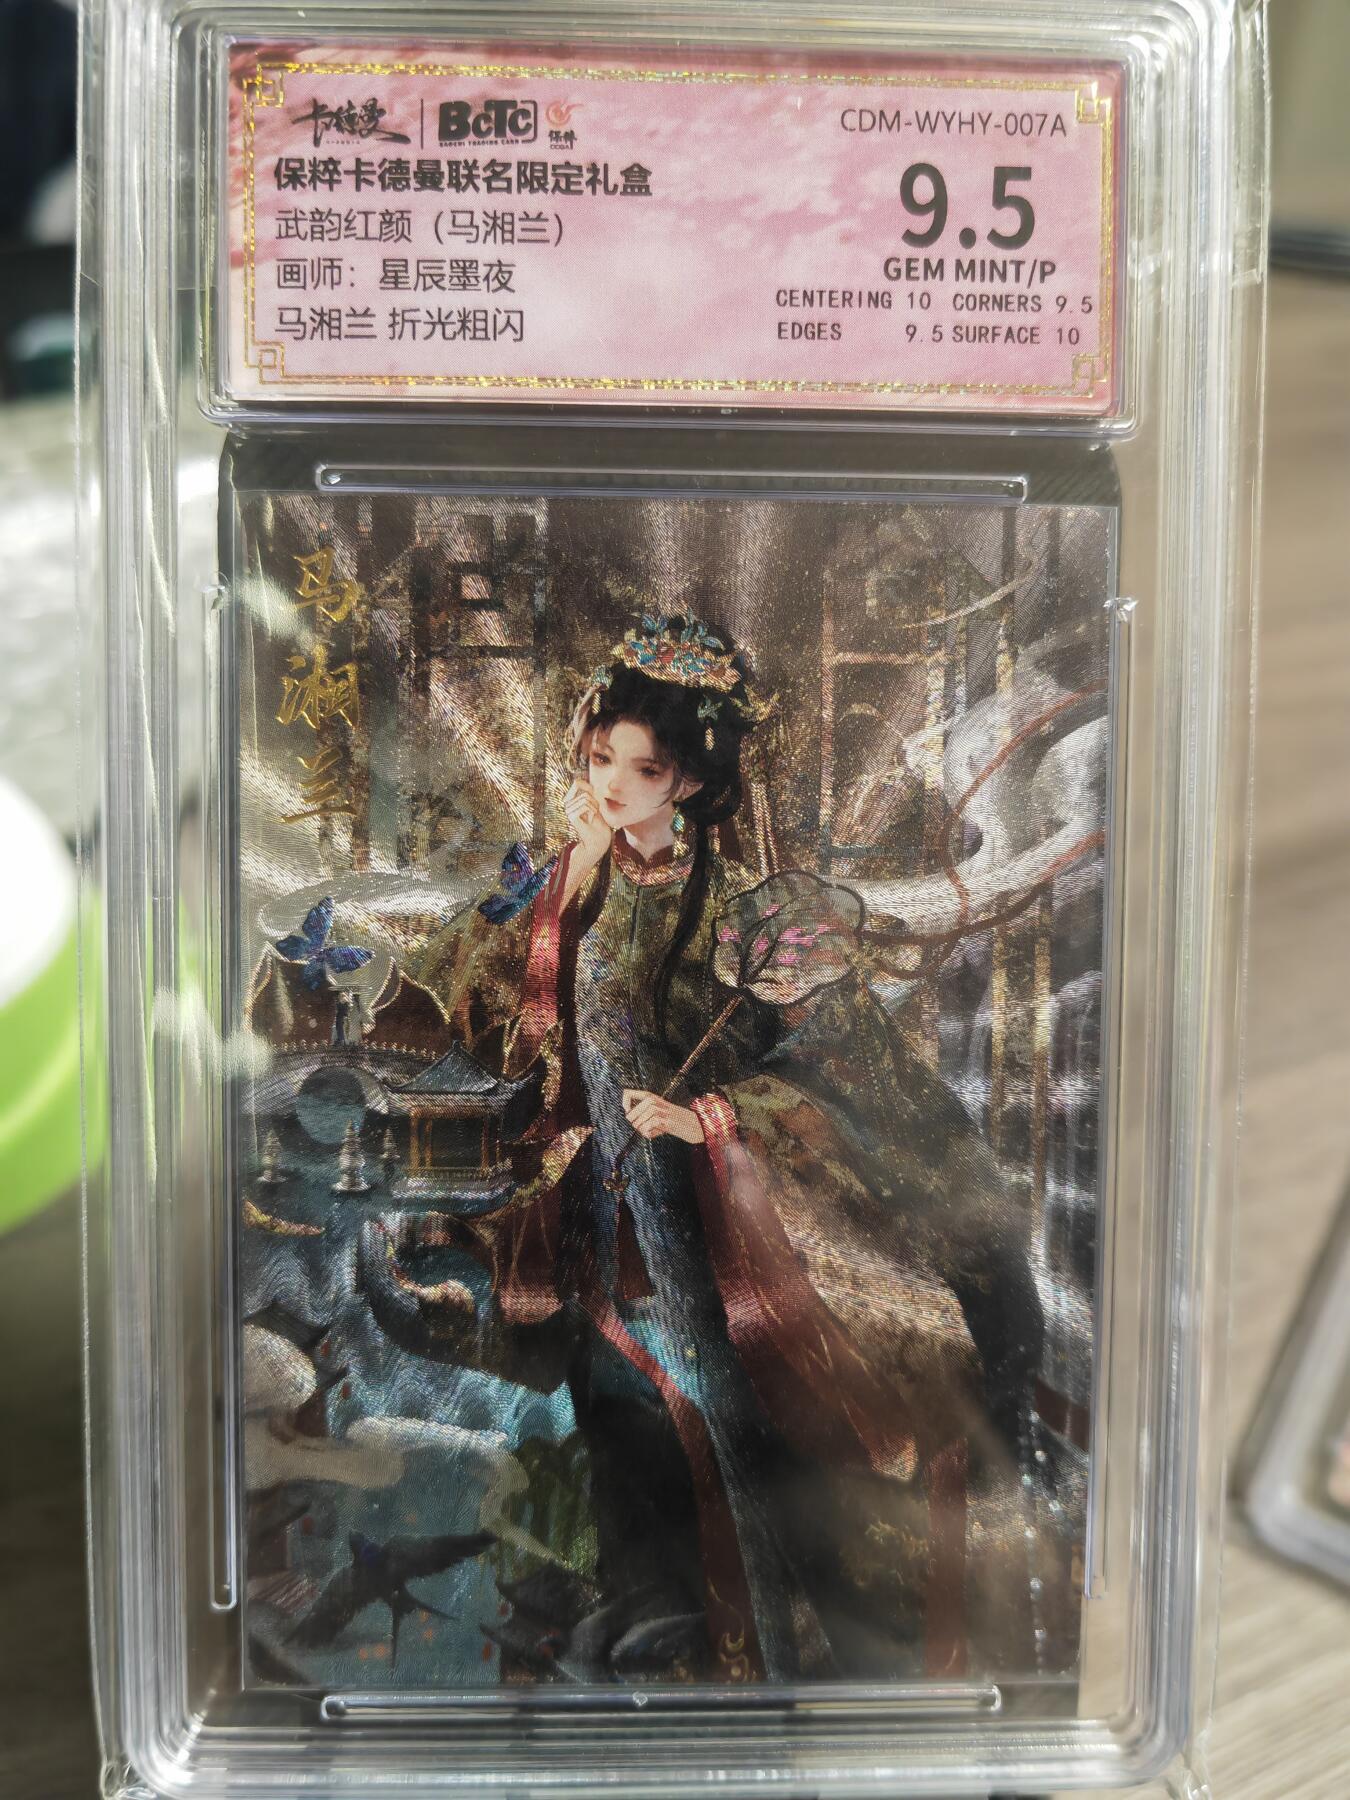 卡德曼 BCTC 保粹
CDM-WYHY-007A
保粹卡德曼联名限定礼盒
武韵红颜（马湘兰）
画师：星辰墨夜
马湘兰 折光粗闪
9.5
GEM MINT/P
CENTERING 10 CORNERS 9.5
EDGES 9.5 SURFACE 10
马湘兰